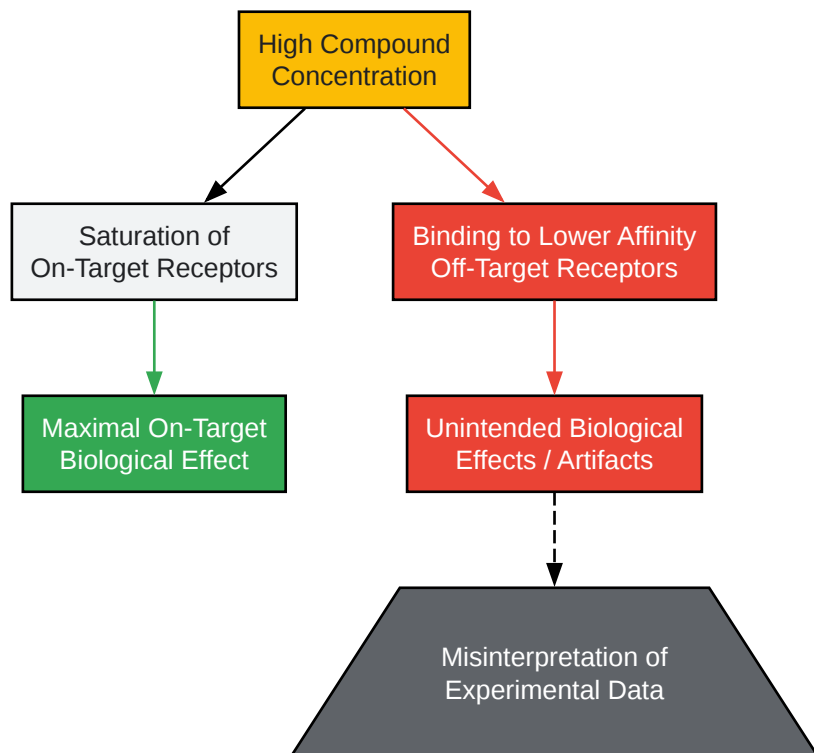 High Compound
Concentration
Saturation of
On-Target Receptors
Binding to Lower Affinity
Off-Target Receptors
Maximal On-Target
Biological Effect
Unintended Biological
Effects / Artifacts
Misinterpretation of
Experimental Data